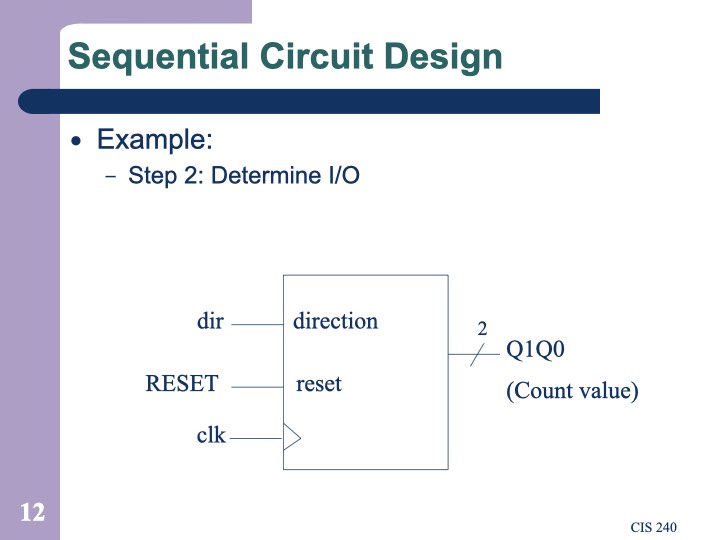 Sequential Circuit Design
• Example:
– Step 2: Determine I/O
dir
direction
2
Q1Q0
RESET
reset
(Count value)
clk
12
CIS 240